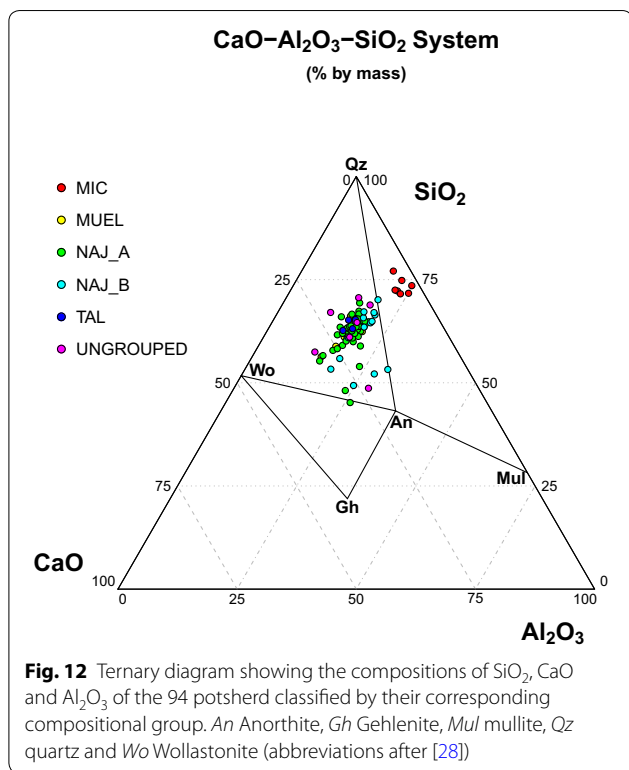 CaO−Al₂O₃−SiO₂ System
(% by mass)
Qz
0 100
SiO₂
MIC
MUEL
NAJ_A
NAJ_B
TAL
UNGROUPED
25
75
Wo
50
50
An
Mul
75
25
Gh
CaO
100
0
0
25
50
75
100
Al₂O₃
Fig. 12 Ternary diagram showing the compositions of SiO₂, CaO
and Al₂O₃ of the 94 potsherd classified by their corresponding
compositional group. An Anorthite, Gh Gehlenite, Mul mullite, Qz
quartz and Wo Wollastonite (abbreviations after [28])